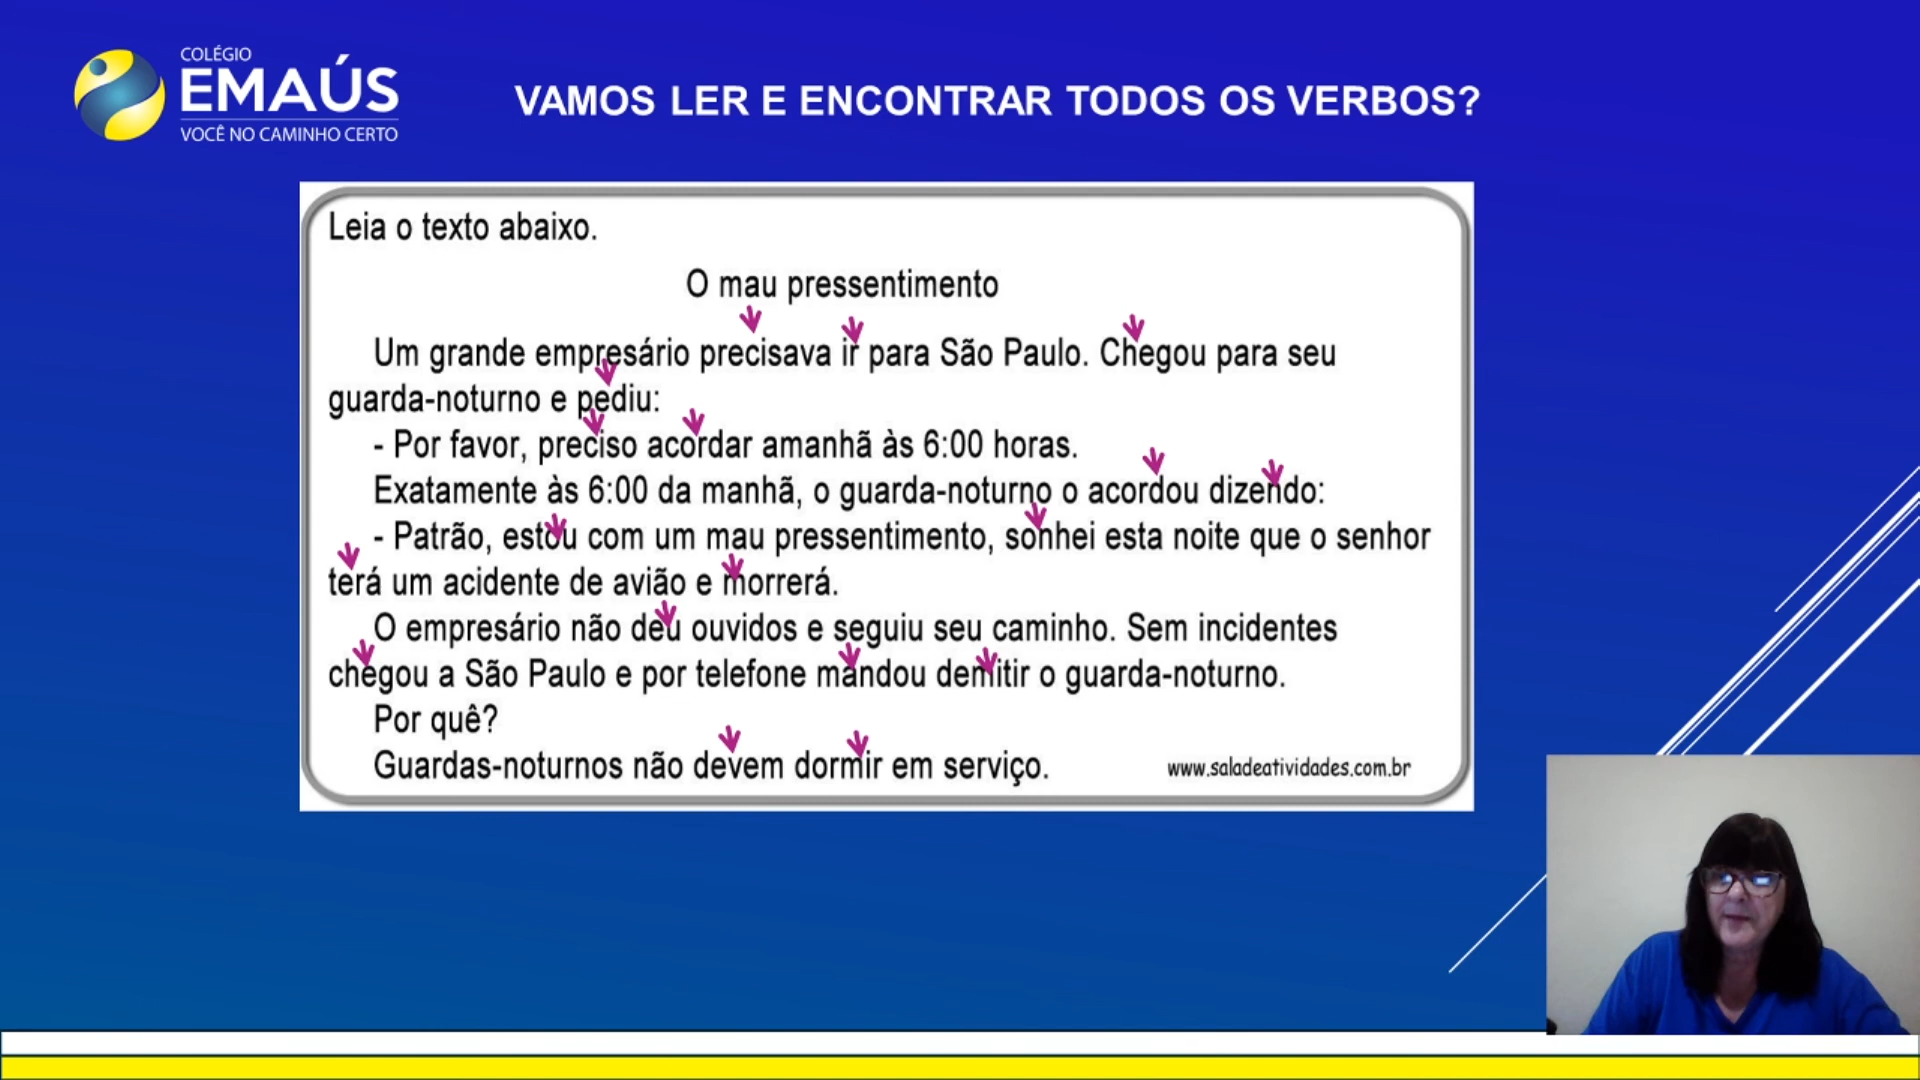 COLÉGIO
EMAÚS
VOCÊ NO CAMINHO CERTO
VAMOS LER E ENCONTRAR TODOS OS VERBOS?
Leia o texto abaixo.
O mau pressentimento
Um grande empresário precisava ir para São Paulo. Chegou para seu
guarda-noturno e pediu:
- Por favor, preciso acordar amanhã às 6:00 horas.
Exatamente às 6:00 da manhã, o guarda-noturno o acordou dizendo:
- Patrão, estou com um mau pressentimento, sonhei esta noite que o senhor
terá um acidente de avião e morrerá.
O empresário não deu ouvidos e seguiu seu caminho. Sem incidentes
chegou a São Paulo e por telefone mandou demitir o guarda-noturno.
Por quê?
Guardas-noturnos não devem dormir em serviço.
www.saladeatividades.com.br